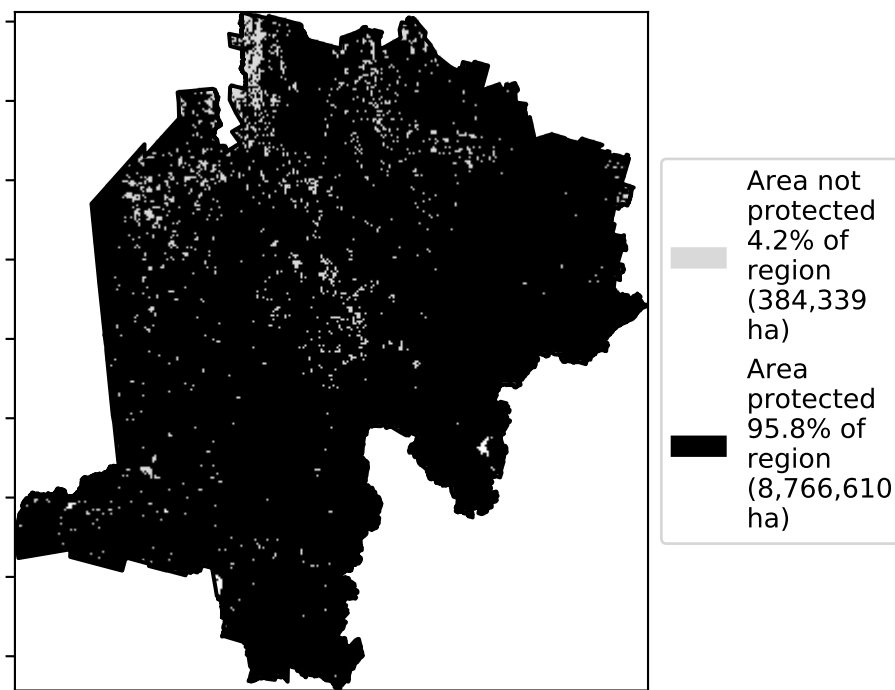 Area not
protected
4.2% of
region
(384,339
ha)
Area
protected
95.8% of
region
(8,766,610
ha)